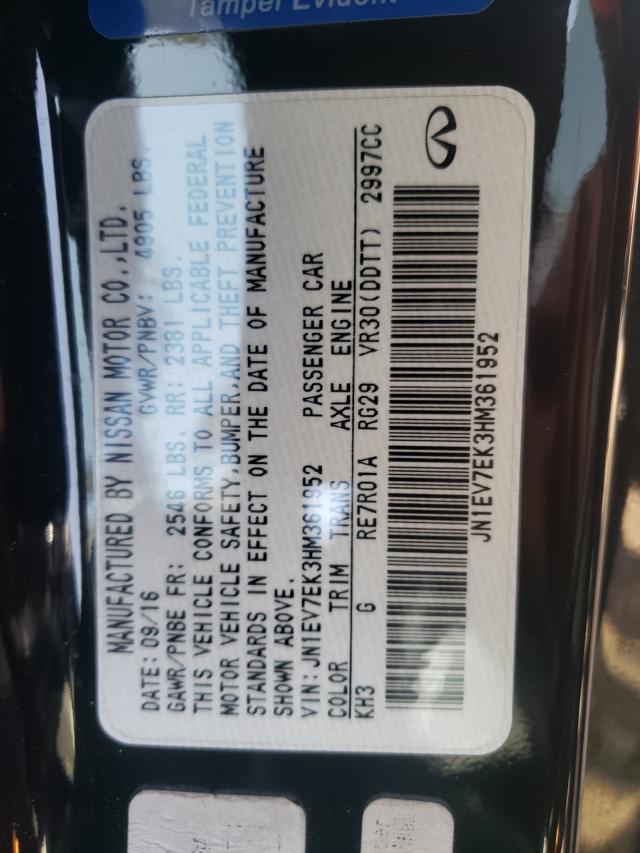 Tamper Evident
MANUFACTURED BY NISSAN MOTOR CO.,LTD.
DATE: 09/16 GVWR/PNBV: 4905 LBS.
GAWR/PNBE FR: 2546 LBS. RR: 2381 LBS.
THIS VEHICLE CONFORMS TO ALL APPLICABLE FEDERAL
MOTOR VEHICLE SAFETY,BUMPER,AND THEFT PREVENTION
STANDARDS IN EFFECT ON THE DATE OF MANUFACTURE
SHOWN ABOVE.
VIN:JN1EV7EK3HM361952 PASSENGER CAR
COLOR TRIM TRANS AXLE ENGINE
KH3 G RE7R01A RG29 VR30(DDTT) 2997CC
JN1EV7EK3HM361952